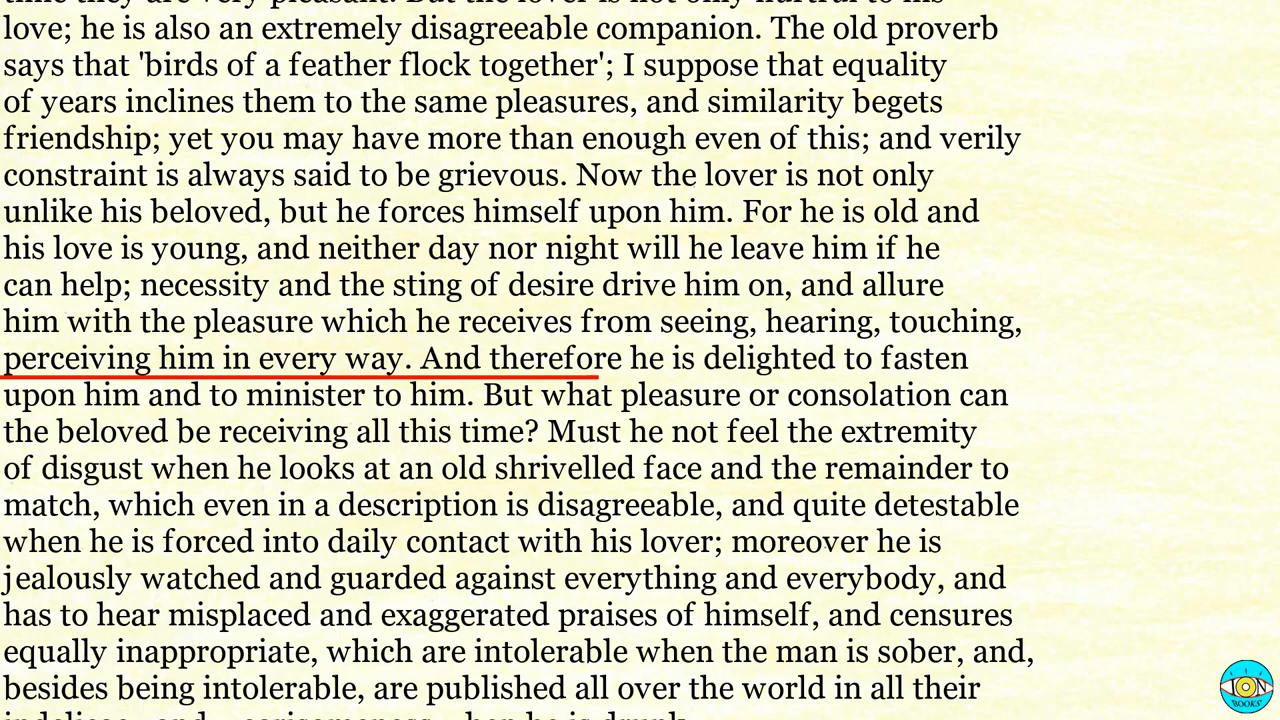 love; he is also an extremely disagreeable companion. The old proverb
says that 'birds of a feather flock together'; I suppose that equality
of years inclines them to the same pleasures, and similarity begets
friendship; yet you may have more than enough even of this; and verily
constraint is always said to be grievous. Now the lover is not only
unlike his beloved, but he forces himself upon him. For he is old and
his love is young, and neither day nor night will he leave him if he
can help; necessity and the sting of desire drive him on, and allure
him with the pleasure which he receives from seeing, hearing, touching,
perceiving him in every way. And therefore he is delighted to fasten
upon him and to minister to him. But what pleasure or consolation can
the beloved be receiving all this time? Must he not feel the extremity
of disgust when he looks at an old shrivelled face and the remainder to
match, which even in a description is disagreeable, and quite detestable
when he is forced into daily contact with his lover; moreover he is
jealously watched and guarded against everything and everybody, and
has to hear misplaced and exaggerated praises of himself, and censures
equally inappropriate, which are intolerable when the man is sober, and,
besides being intolerable, are published all over the world in all their
ION
BOOKS